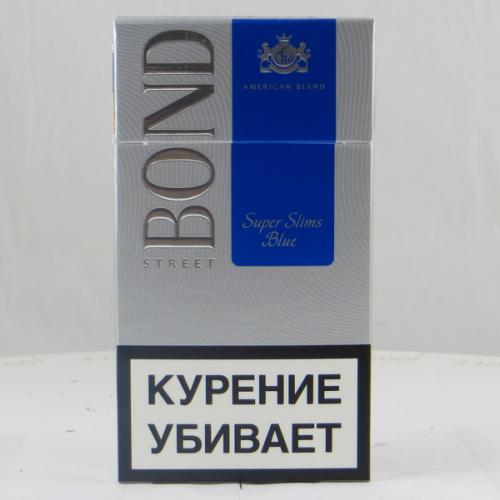 BOND
STREET
AMERICAN BLEND
Super Slims
Blue
КУРЕНИЕ
УБИВАЕТ